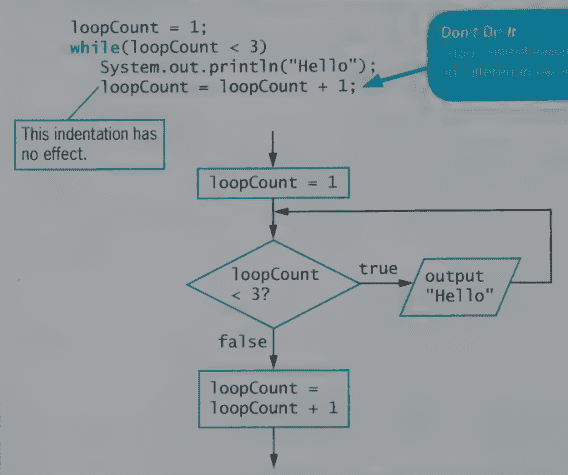 loopCount = 1;
while(loopCount < 3)
System.out.println("Hello");
loopCount = loopCount + 1;
Don't Do It
This indentation has
no effect.
loopCount = 1
loopCount
< 3?
true
output
"Hello"
false
loopCount =
loopCount + 1